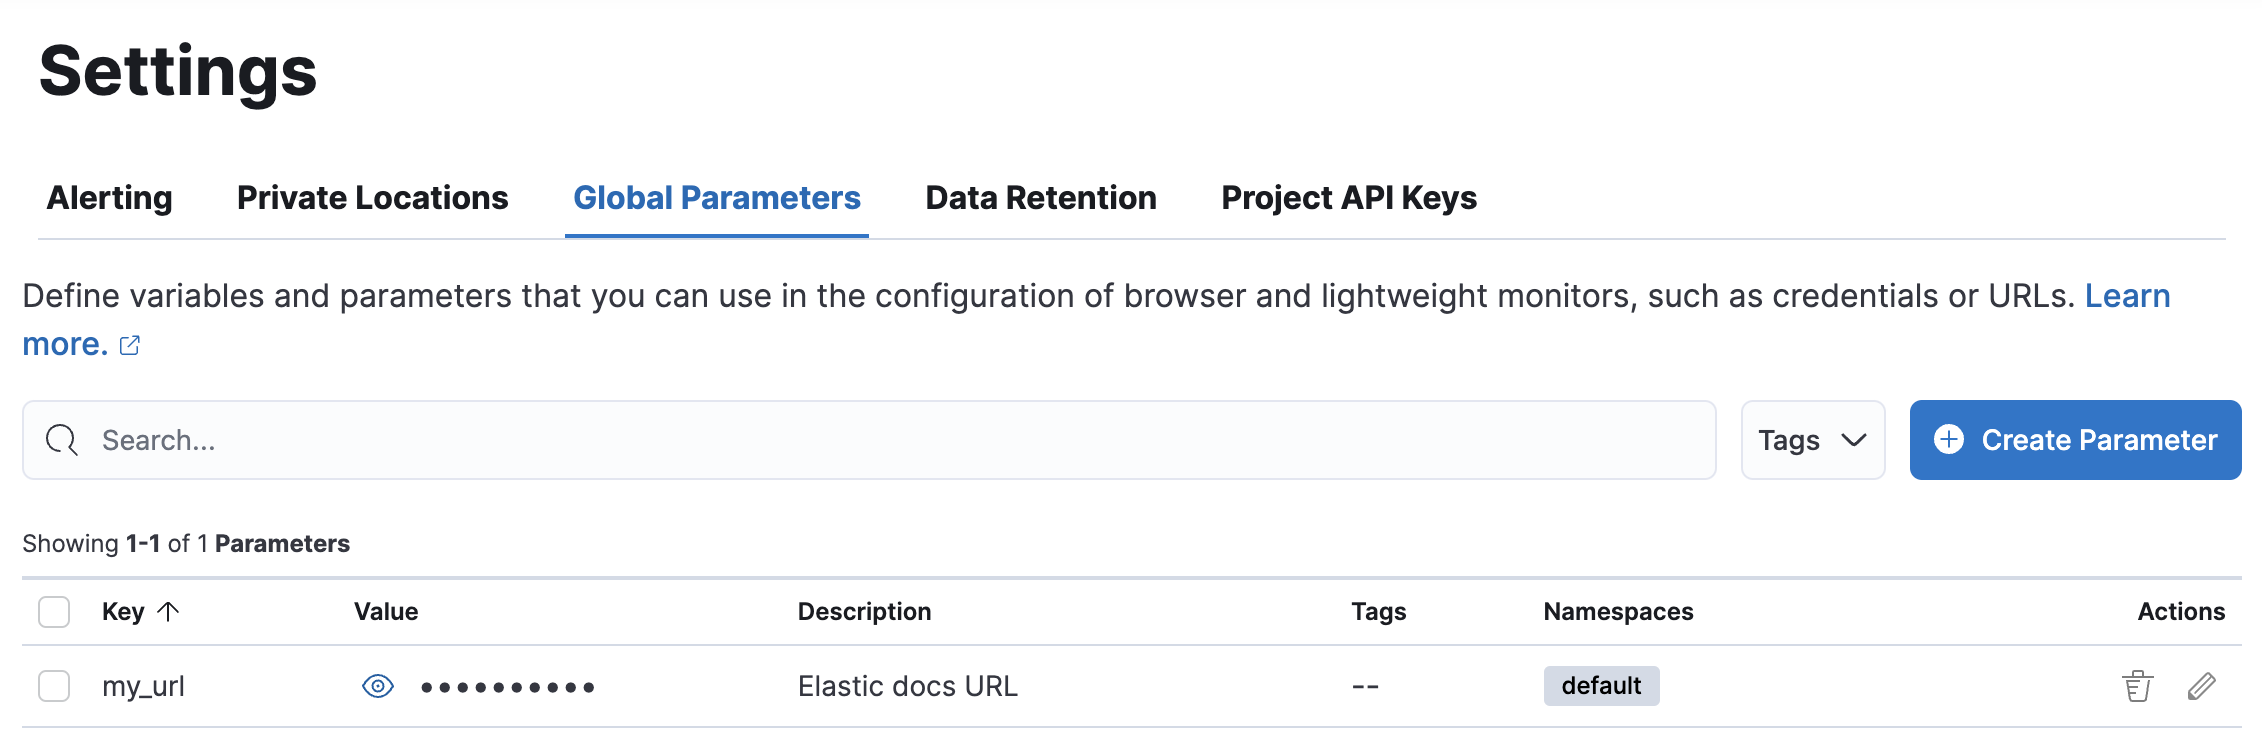 Settings
Alerting Private Locations Global Parameters Data Retention Project API Keys
Define variables and parameters that you can use in the configuration of browser and lightweight monitors, such as credentials or URLs. Learn
more.
Search...
Tags
Create Parameter
Showing 1-1 of 1 Parameters
Key Value Description Tags Namespaces Actions
my_url •••••••••• Elastic docs URL -- default